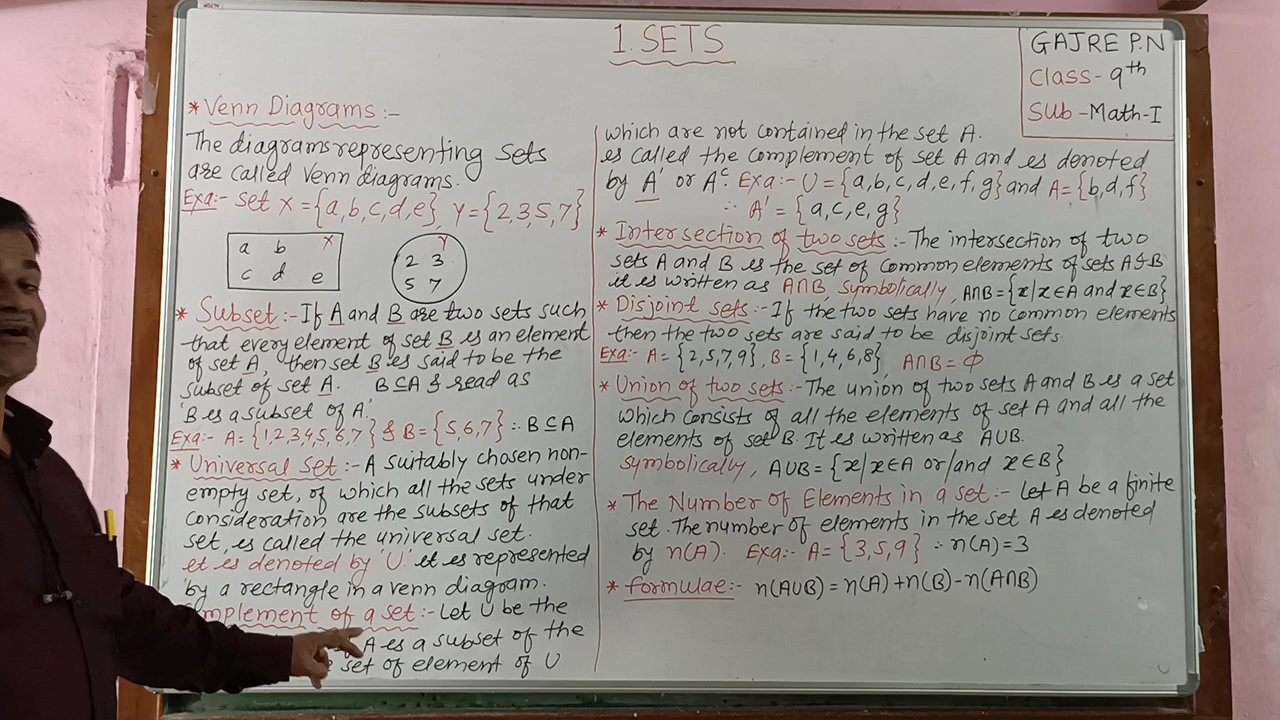 1. SETS
GAJRE P.N
Class- 9th
Sub - Math-I
* Venn Diagrams:-
The diagrams representing sets
are called Venn diagrams.
Exa:- Set X = {a,b,c,d,e}, Y = {2,3,5,7}
a b X
c d e
Y
2 3
5 7
* Subset:- If A and B are two sets such
that every element of set B is an element
of set A, then set B is said to be the
subset of set A. B⊆A & read as
'B is a subset of A'.
Exa:- A={1,2,3,4,5,6,7} & B={5,6,7} ∴ B⊆A
* Universal Set:- A suitably chosen non-
empty set, of which all the sets under
consideration are the subsets of that
set, is called the universal set.
it is denoted by 'U'. it is represented
by a rectangle in a venn diagram.
mplement of a set:- Let U be the
A is a subset of the
set of element of U
which are not contained in the set A.
is called the complement of set A and is denoted
by A' or Aᶜ. Exa:- U={a,b,c,d,e,f,g} and A={b,d,f}
∴ A' = {a,c,e,g}
* Intersection of two sets:- The intersection of two
sets A and B is the set of common elements of sets A & B
it is written as A∩B, symbolically, A∩B={x/x∈A and x∈B}
* Disjoint sets:- If the two sets have no common elements
then the two sets are said to be disjoint sets.
Exa:- A={2,5,7,9}, B={1,4,6,8}, A∩B=ϕ
* Union of two sets:- The union of two sets A and B is a set
which consists of all the elements of set A and all the
elements of set B. It is written as A∪B.
symbolically, A∪B={x/x∈A or/and x∈B}
* The Number of Elements in a set:- Let A be a finite
set. The number of elements in the set A is denoted
by n(A). Exa:- A={3,5,9} ∴ n(A)=3
* formulae:- n(A∪B)=n(A)+n(B)-n(A∩B)